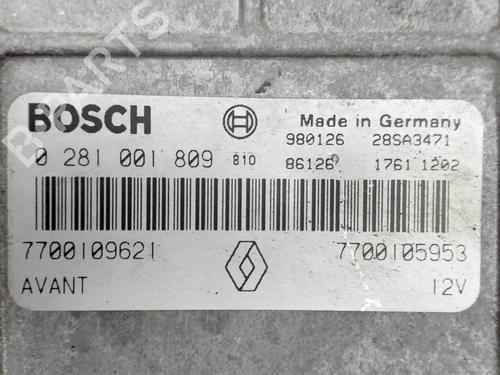 BOSCH
Made in Germany
980126 28SA3471
0 281 001 809 810 86126 1761 1202
7700109621 7700105953
AVANT 12V